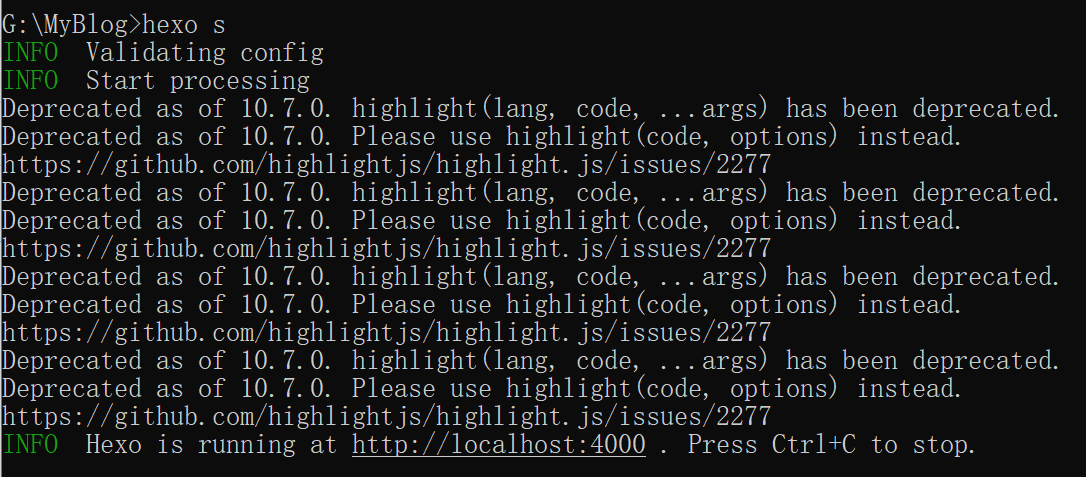 G:\MyBlog>hexo s
INFO  Validating config
INFO  Start processing
Deprecated as of 10.7.0. highlight(lang, code, ...args) has been deprecated.
Deprecated as of 10.7.0. Please use highlight(code, options) instead.
https://github.com/highlightjs/highlight.js/issues/2277
Deprecated as of 10.7.0. highlight(lang, code, ...args) has been deprecated.
Deprecated as of 10.7.0. Please use highlight(code, options) instead.
https://github.com/highlightjs/highlight.js/issues/2277
Deprecated as of 10.7.0. highlight(lang, code, ...args) has been deprecated.
Deprecated as of 10.7.0. Please use highlight(code, options) instead.
https://github.com/highlightjs/highlight.js/issues/2277
Deprecated as of 10.7.0. highlight(lang, code, ...args) has been deprecated.
Deprecated as of 10.7.0. Please use highlight(code, options) instead.
https://github.com/highlightjs/highlight.js/issues/2277
INFO  Hexo is running at http://localhost:4000 . Press Ctrl+C to stop.